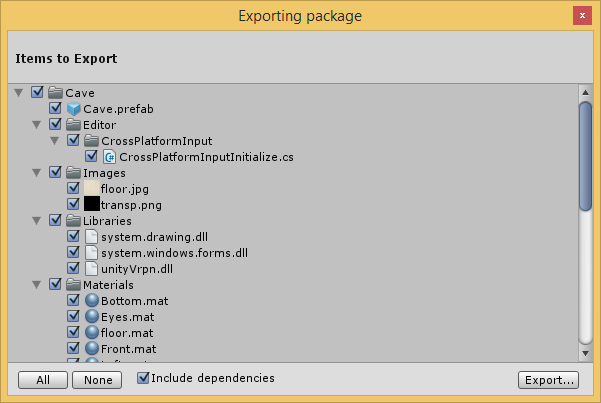 Exporting package
x
Items to Export
Cave
Cave.prefab
Editor
CrossPlatformInput
CrossPlatformInputInitialize.cs
Images
floor.jpg
transp.png
Libraries
system.drawing.dll
system.windows.forms.dll
unityVrpn.dll
Materials
Bottom.mat
Eyes.mat
floor.mat
Front.mat
All
None
Include dependencies
Export...